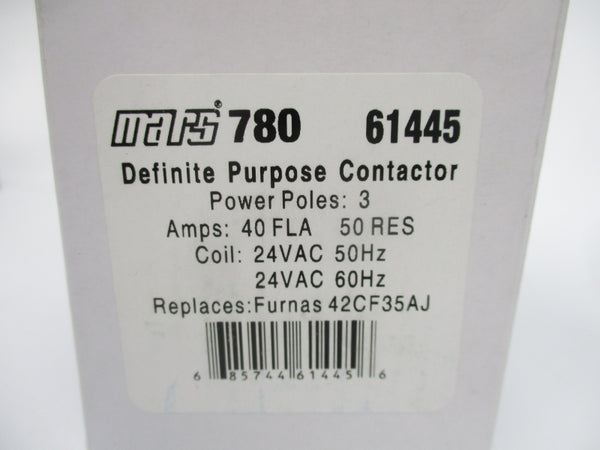 mars® 780 61445
Definite Purpose Contactor
Power Poles: 3
Amps: 40 FLA 50 RES
Coil: 24VAC 50Hz
24VAC 60Hz
Replaces:Furnas 42CF35AJ
6 85744 61445 6